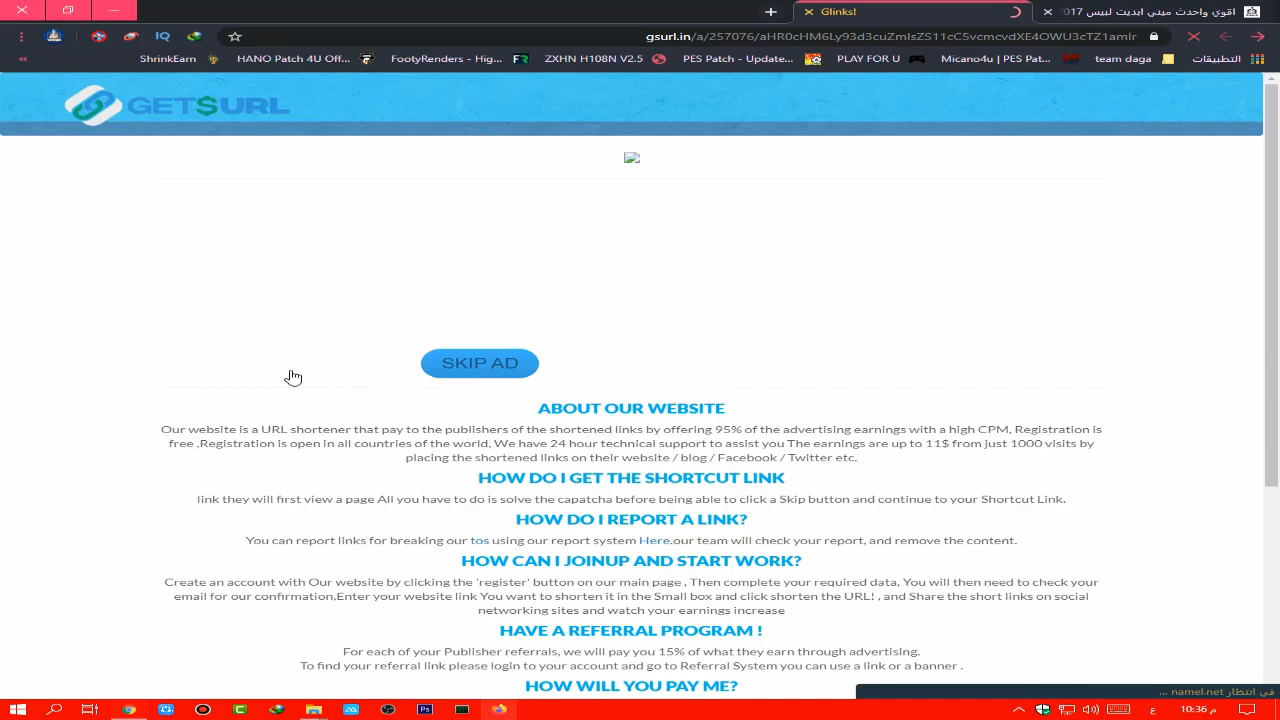 Glinks!
اقوي واحدث ميني ابديت لبيس 017
IQ
gsurl.in/a/257076/aHR0cHM6Ly93d3cuZmlsZS11cC5vcmcvdXE4OWU3cTZ1amlr
ShrinkEarn
HANO Patch 4U Off...
FootyRenders - Hig...
FR
ZXHN H108N V2.5
PES Patch - Update...
PLAY FOR U
Micano4u | PES Pat...
team daga
التطبيقات
GET$URL
SKIP AD
ABOUT OUR WEBSITE
Our website is a URL shortener that pay to the publishers of the shortened links by offering 95% of the advertising earnings with a high CPM, Registration is
free ,Registration is open in all countries of the world, We have 24 hour technical support to assist you The earnings are up to 11$ from just 1000 visits by
placing the shortened links on their website / blog / Facebook / Twitter etc.
HOW DO I GET THE SHORTCUT LINK
link they will first view a page All you have to do is solve the capatcha before being able to click a Skip button and continue to your Shortcut Link.
HOW DO I REPORT A LINK?
You can report links for breaking our tos using our report system Here.our team will check your report, and remove the content.
HOW CAN I JOINUP AND START WORK?
Create an account with Our website by clicking the 'register' button on our main page , Then complete your required data, You will then need to check your
email for our confirmation,Enter your website link You want to shorten it in the Small box and click shorten the URL! , and Share the short links on social
networking sites and watch your earnings increase
HAVE A REFERRAL PROGRAM !
For each of your Publisher referrals, we will pay you 15% of what they earn through advertising.
To find your referral link please login to your account and go to Referral System you can use a link or a banner .
HOW WILL YOU PAY ME?
في انتظار namel.net ...
Ps
ع
10:36 م